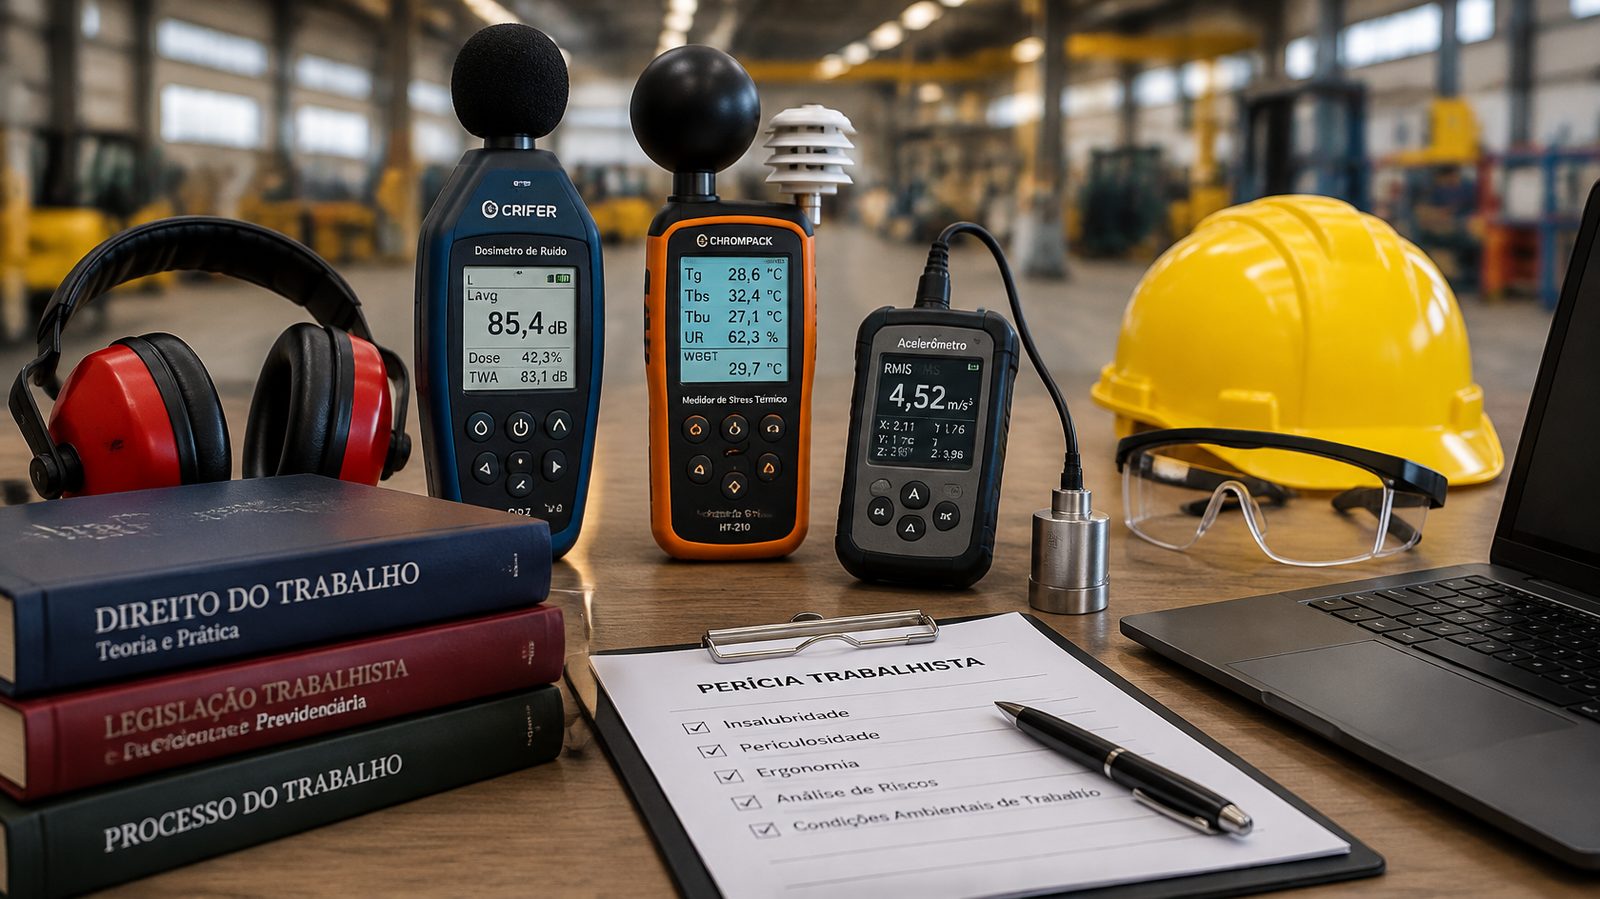 CRIFER
Dosimetro de Ruído
L
Lavg
85,4 dB
Dose 42,3%
TWA 83,1 dB
CHROMPACK
Tg 28,6 °C
Tbs 32,4 °C
Tbu 27,1 °C
UR 62,3 %
WBGT
29,7 °C
Medidor de Stress Térmico
HT-210
Acelerômetro
RMIS
4,52 m/s
X: 2.11
DIREITO DO TRABALHO
Teoria e Prática
LEGISLAÇÃO TRABALHISTA
e Previdenciária
PROCESSO DO TRABALHO
PERÍCIA TRABALHISTA
Insalubridade
Periculosidade
Ergonomia
Análise de Riscos
Condições Ambientais de Trabalho